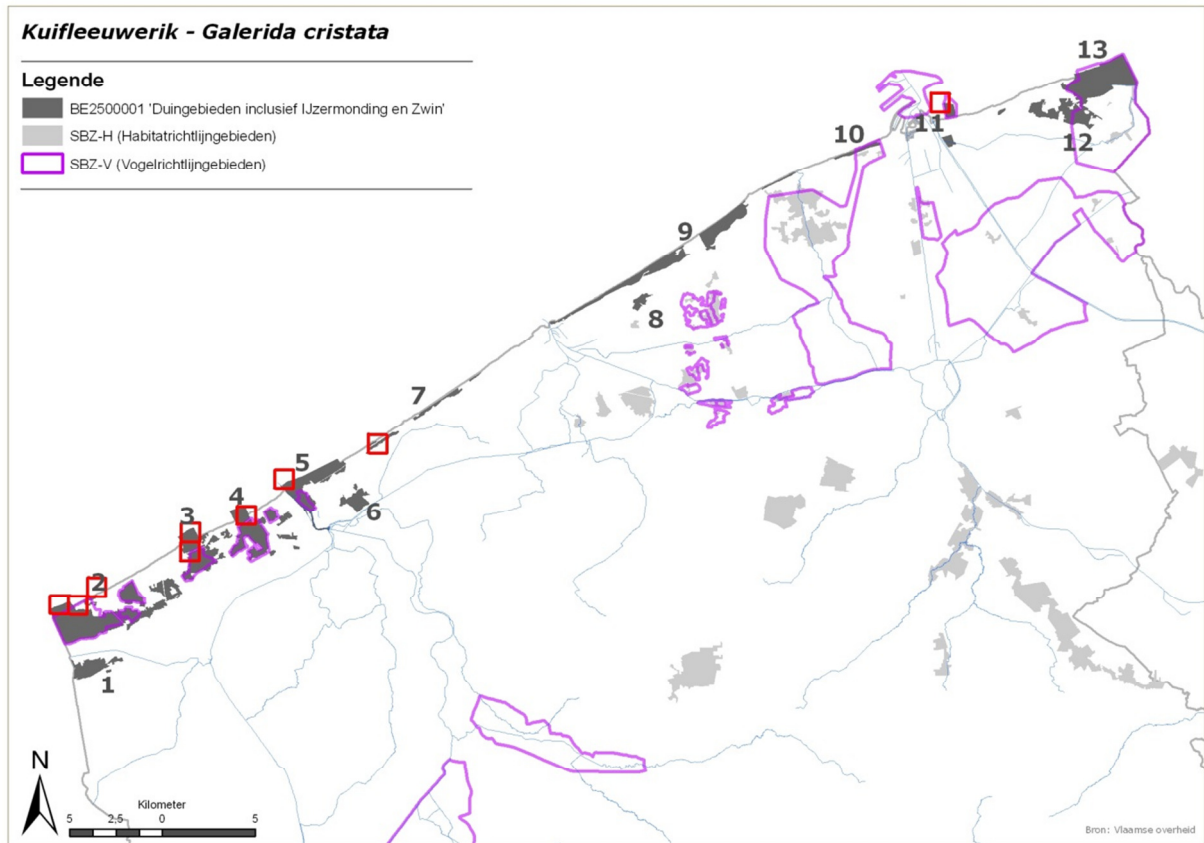 Kuifleeuwerik - Galerida cristata
Legende
BE2500001 'Duingebieden inclusief IJzermonding en Zwin'
SBZ-H (Habitatrichtlijngebieden)
SBZ-V (Vogelrichtlijngebieden)
13
12
11
10
9
8
7
5
6
4
3
2
1
N
Kilometer
5 2,5 0 5
Bron: Vlaamse overheid